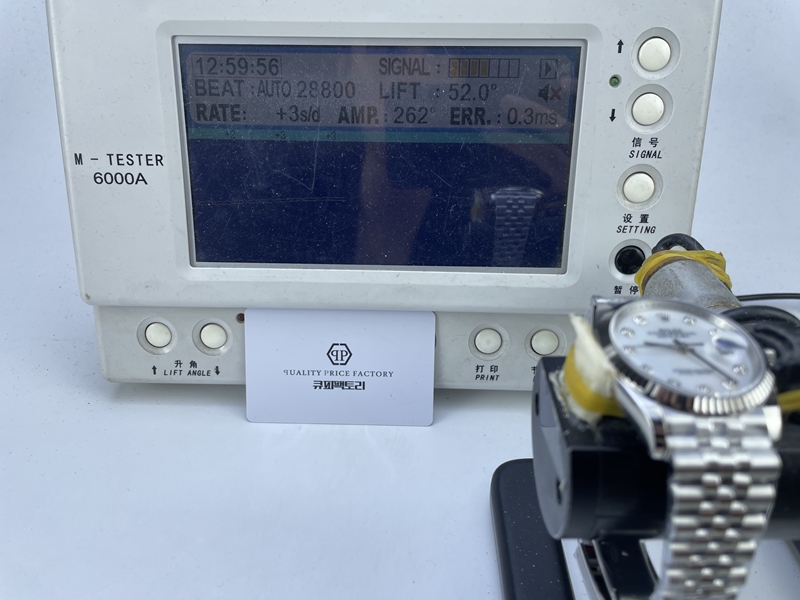 12:59:56 SIGNAL :
BEAT :AUTO 28800 LIFT : 52.0°
RATE: +3s/d AMP.: 262° ERR.: 0.3ms
M - TESTER
6000A
信号
SIGNAL
设置
SETTING
暂停
升角
LIFT ANGLE
打印
PRINT
QP
QUALITY PRICE FACTORY
큐피팩토리